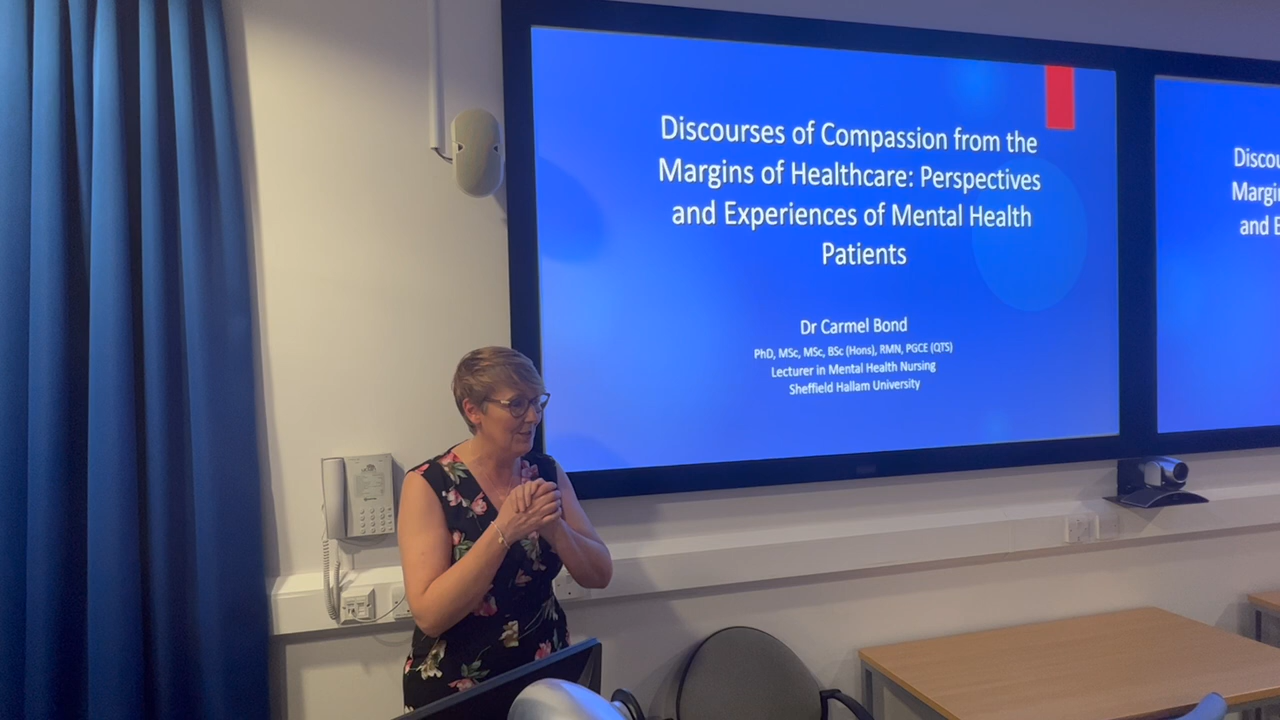 Discourses of Compassion from the
Margins of Healthcare: Perspectives
and Experiences of Mental Health
Patients
Dr Carmel Bond
PhD, MSc, MSc, BSc (Hons), RMN, PGCE (QTS)
Lecturer in Mental Health Nursing
Sheffield Hallam University